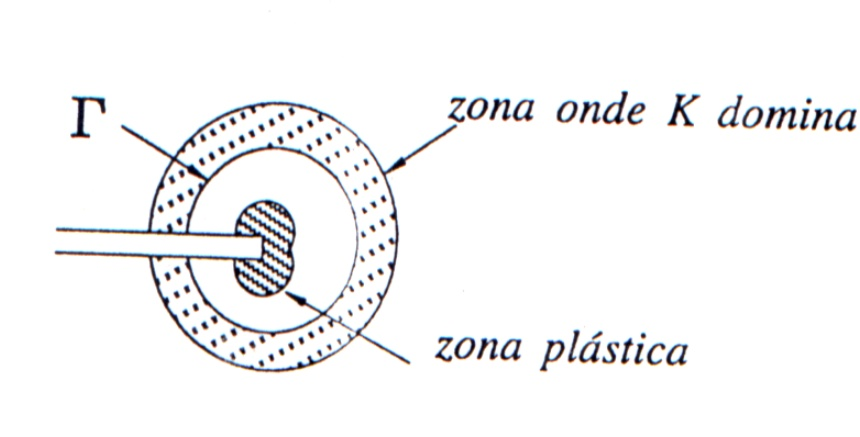 Γ
zona onde K domina
zona plástica